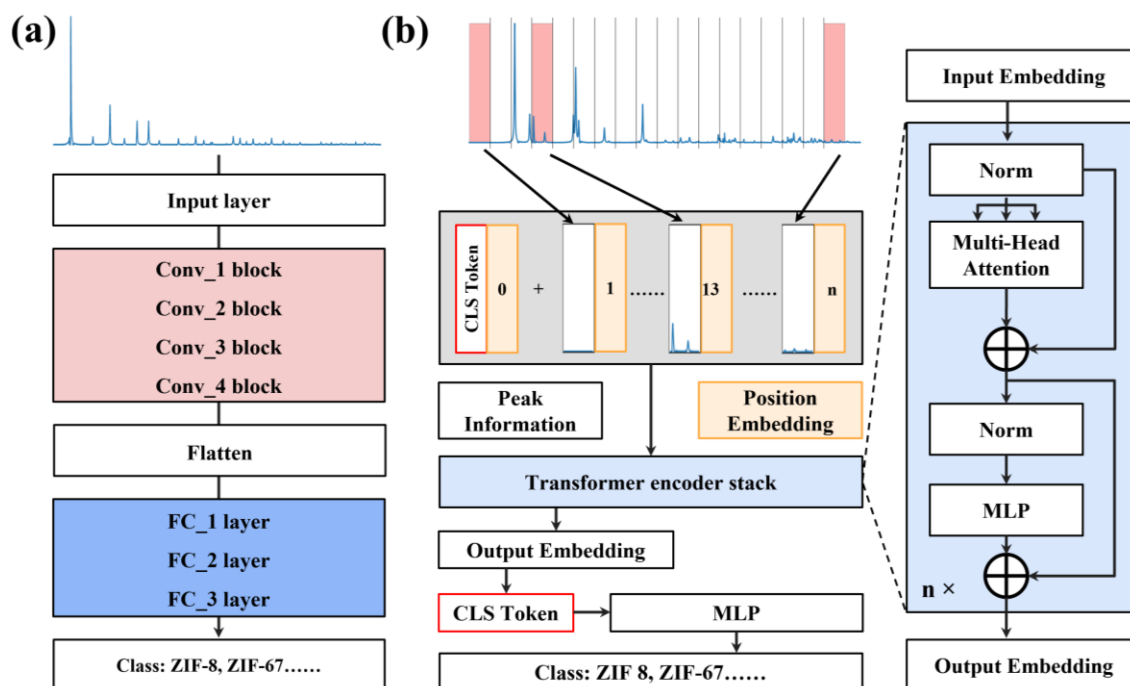 (a)
Input layer
Conv_1 block
Conv_2 block
Conv_3 block
Conv_4 block
Flatten
FC_1 layer
FC_2 layer
FC_3 layer
Class: ZIF-8, ZIF-67......
(b)
CLS Token
0
+
1
......
13
......
n
Peak
Information
Position
Embedding
Transformer encoder stack
Output Embedding
CLS Token
MLP
Class: ZIF 8, ZIF-67......
Input Embedding
Norm
Multi-Head
Attention
Norm
MLP
n ×
Output Embedding